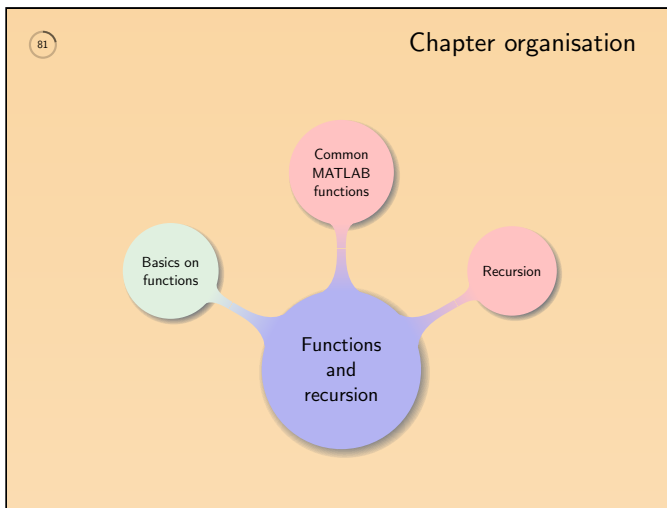 81
Chapter organisation
Common
MATLAB
functions
Basics on
functions
Recursion
Functions
and
recursion